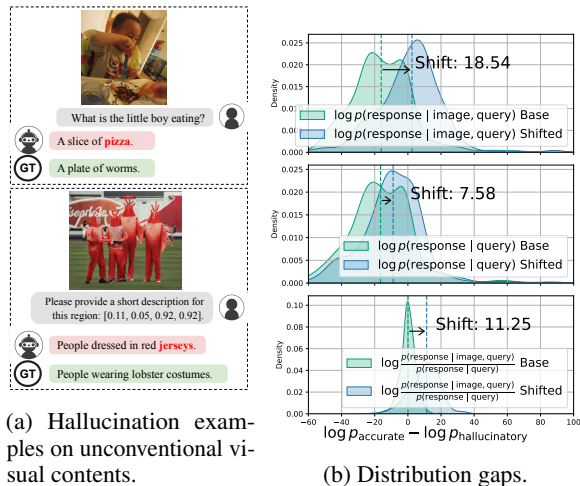 What is the little boy eating?
A slice of pizza.
GT
A plate of worms.
Please provide a short description for
this region: [0.11, 0.05, 0.92, 0.92].
People dressed in red jerseys.
GT
People wearing lobster costumes.
(a) Hallucination exam-
ples on unconventional vi-
sual contents.
0.025
0.020
0.015
0.010
0.005
0.000
Density
Shift: 18.54
log p(response | image, query) Base
log p(response | image, query) Shifted
0.025
0.020
0.015
0.010
0.005
0.000
Density
Shift: 7.58
log p(response | query) Base
log p(response | query) Shifted
0.10
0.08
0.06
0.04
0.02
0.00
Density
Shift: 11.25
log p(response | image, query) / p(response | query) Base
log p(response | image, query) / p(response | query) Shifted
−60 −40 −20 0 20 40 60 80 100
log p accurate − log p hallucinatory
(b) Distribution gaps.